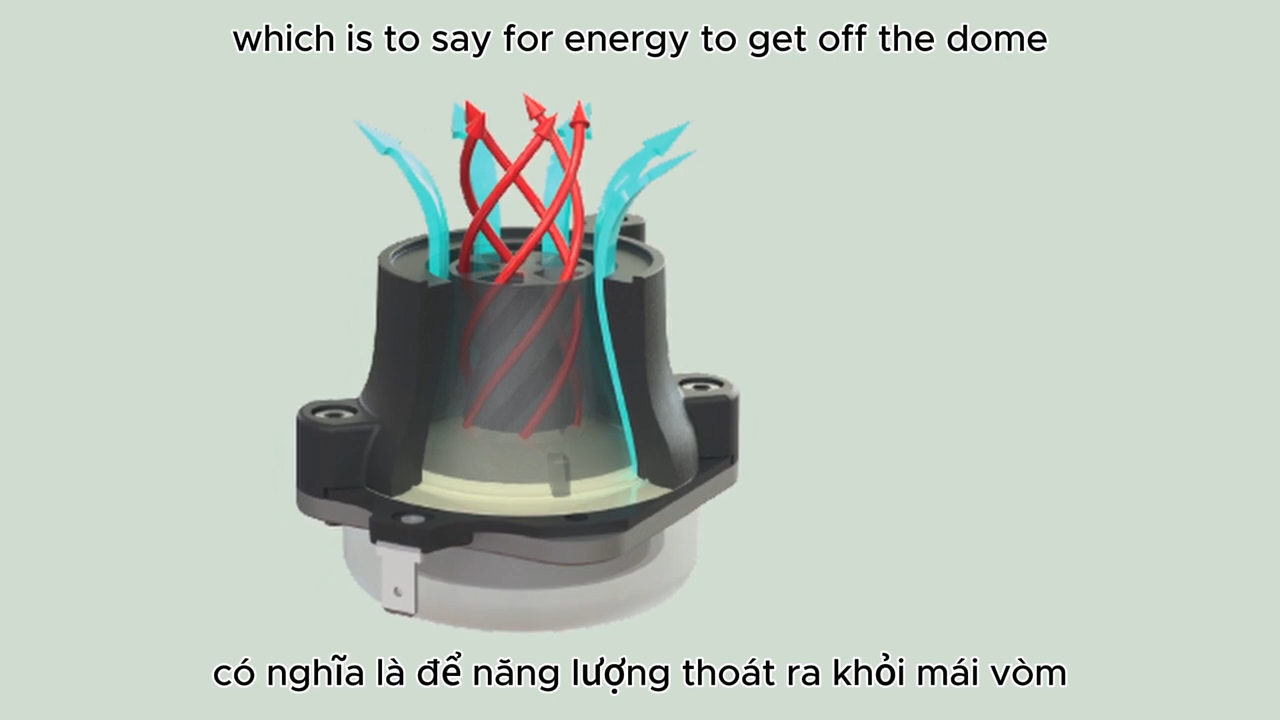 which is to say for energy to get off the dome
có nghĩa là để năng lượng thoát ra khỏi mái vòm